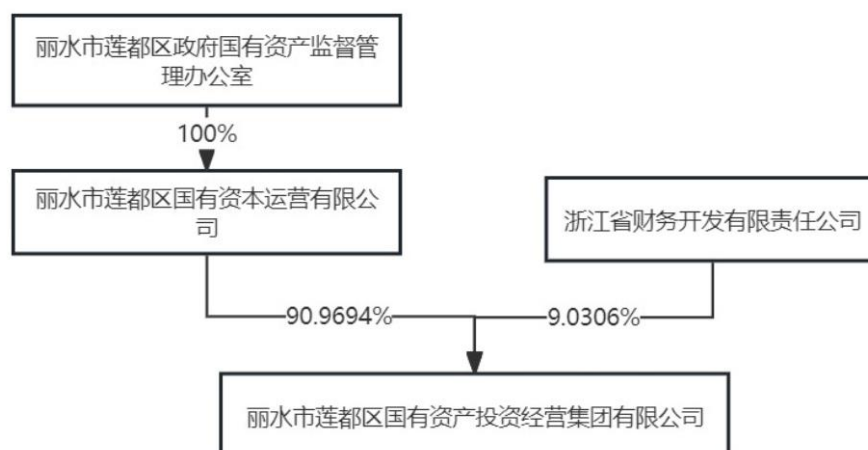 丽水市莲都区政府国有资产监督管
理办公室
100%
丽水市莲都区国有资本运营有限公
司
浙江省财务开发有限责任公司
90.9694%
9.0306%
丽水市莲都区国有资产投资经营集团有限公司